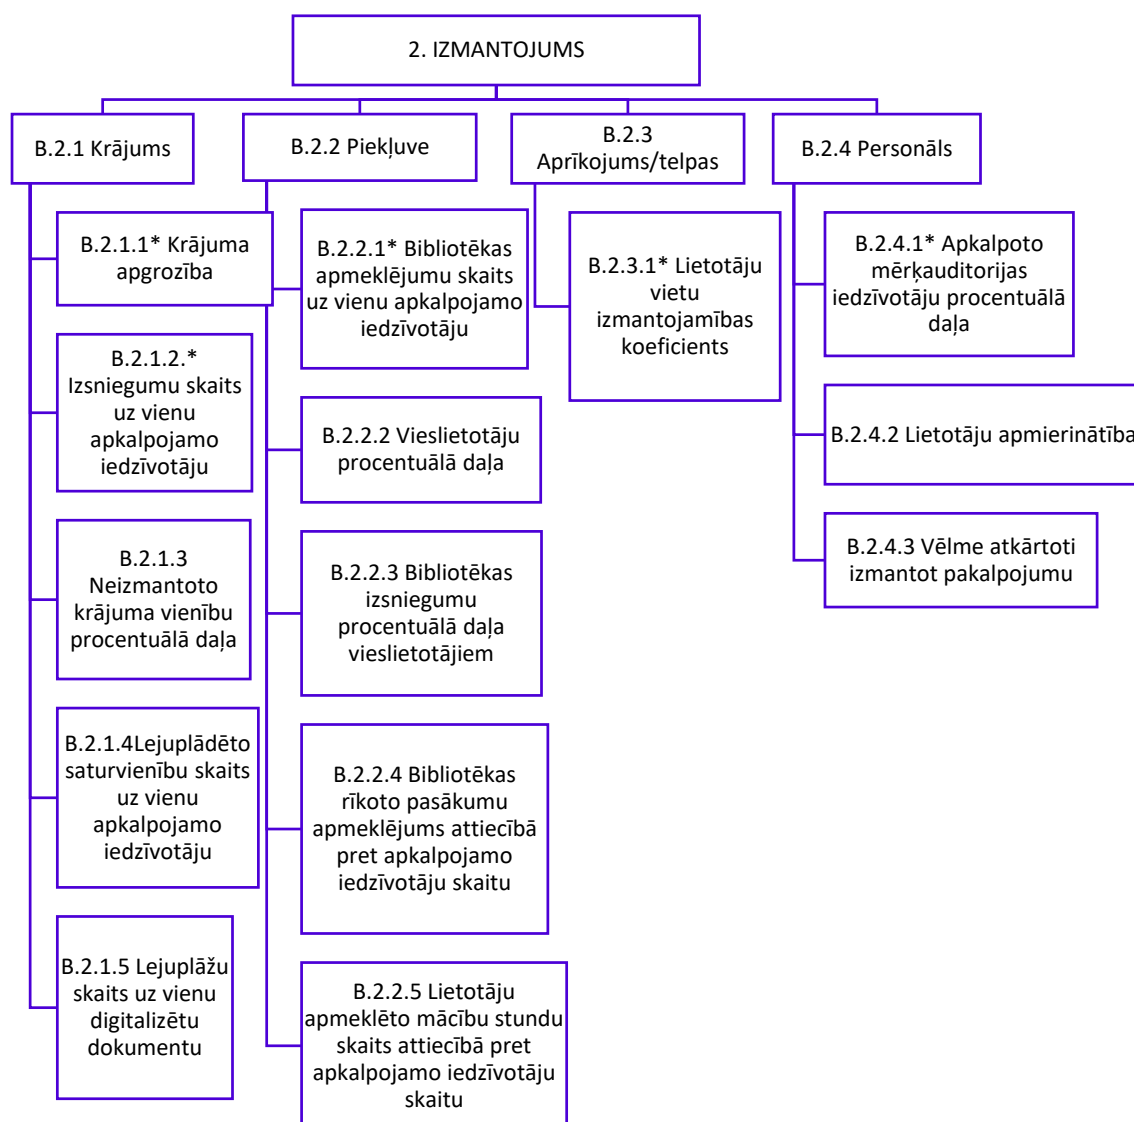 2. IZMANTOJUMS
B.2.1 Krājums
B.2.1.1* Krājuma
apgrozība
B.2.1.2.*
Izsniegumu skaits
uz vienu
apkalpojamo
iedzīvotāju
B.2.1.3
Neizmantoto
krājuma vienību
procentuālā daļa
B.2.1.4Lejuplādēto
saturvienību skaits
uz vienu
apkalpojamo
iedzīvotāju
B.2.1.5 Lejuplāžu
skaits uz vienu
digitalizētu
dokumentu
B.2.2 Piekļuve
B.2.2.1* Bibliotēkas
apmeklējumu skaits
uz vienu apkalpojamo
iedzīvotāju
B.2.2.2 Vieslietotāju
procentuālā daļa
B.2.2.3 Bibliotēkas
izsniegumu
procentuālā daļa
vieslietotājiem
B.2.2.4 Bibliotēkas
rīkoto pasākumu
apmeklējums attiecībā
pret apkalpojamo
iedzīvotāju skaitu
B.2.2.5 Lietotāju
apmeklēto mācību stundu
skaits attiecībā pret
apkalpojamo iedzīvotāju
skaitu
B.2.3
Aprīkojums/telpas
B.2.3.1* Lietotāju
vietu
izmantojamības
koeficients
B.2.4 Personāls
B.2.4.1* Apkalpoto
mērķauditorijas
iedzīvotāju procentuālā
daļa
B.2.4.2 Lietotāju apmierinātība
B.2.4.3 Vēlme atkārtoti
izmantot pakalpojumu